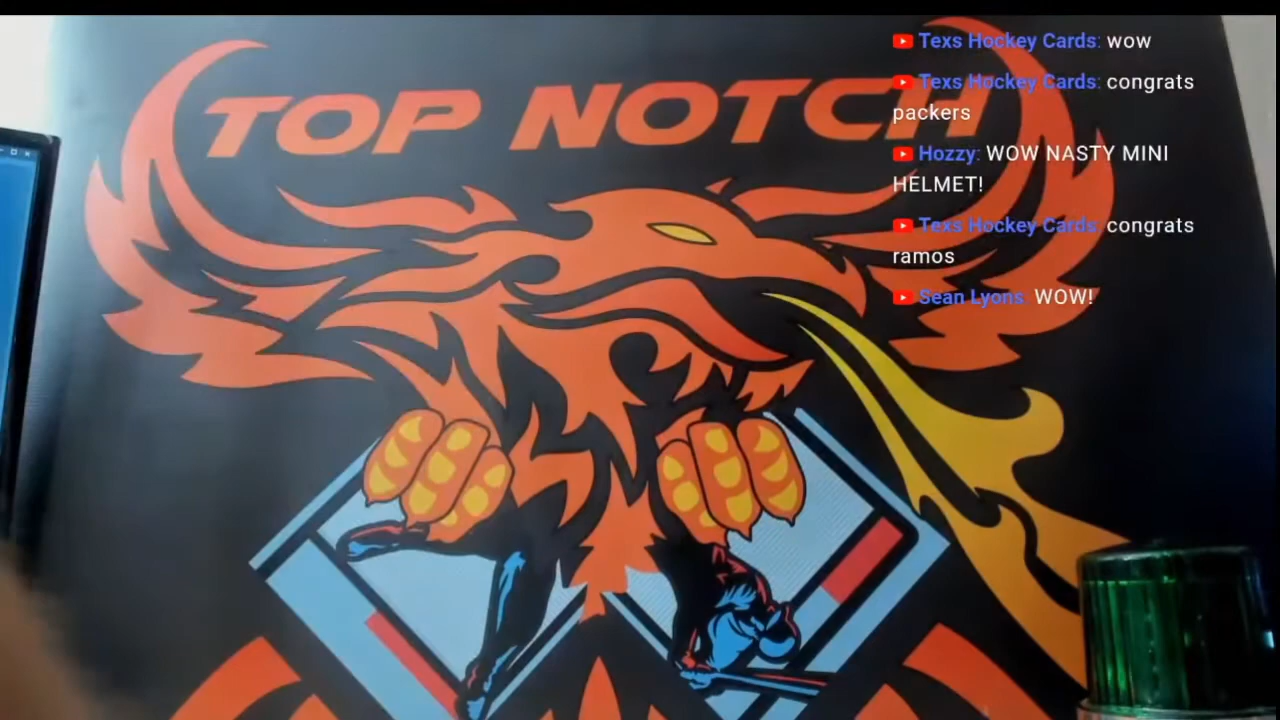 TOP NOTCH
Texs Hockey Cards: wow
Texs Hockey Cards: congrats
packers
Hozzy: WOW NASTY MINI
HELMET!
Texs Hockey Cards: congrats
ramos
Sean Lyons: WOW!